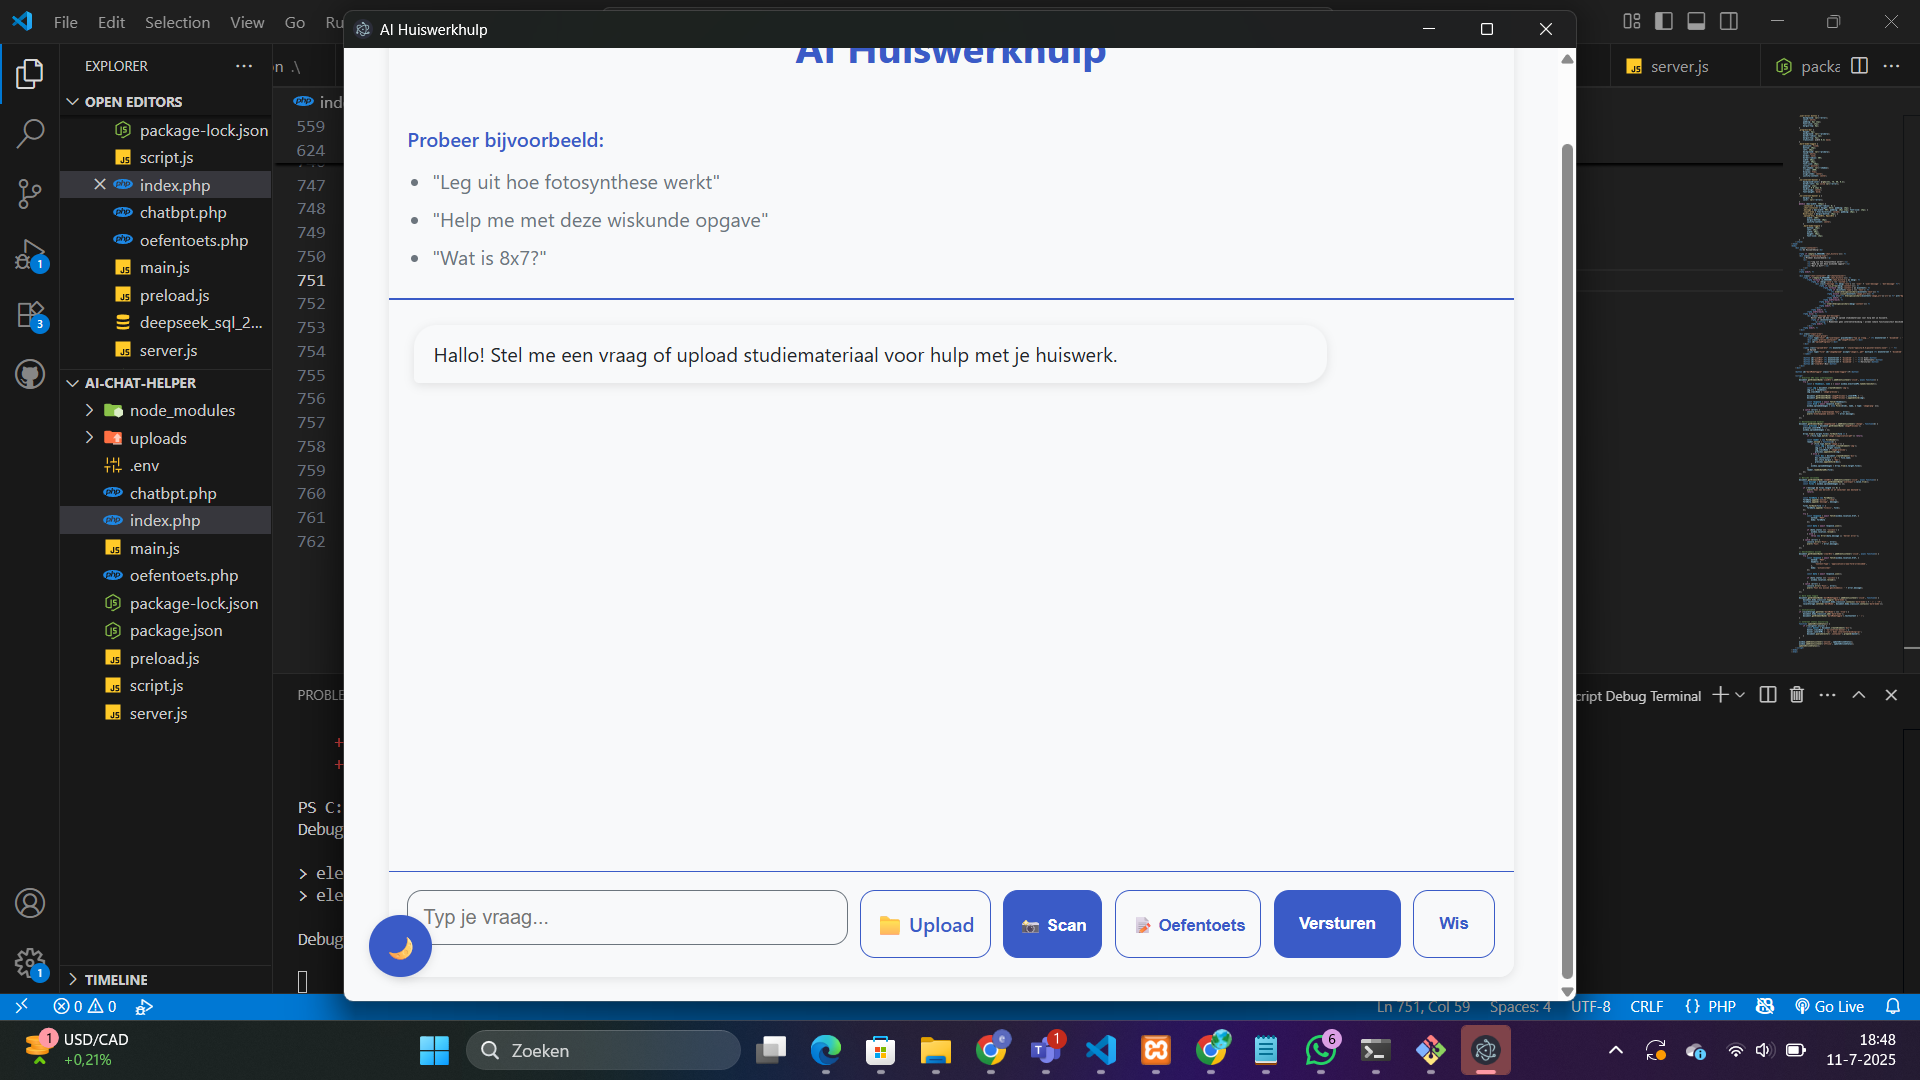 File Edit Selection View Go Ru
AI Huiswerkhulp
EXPLORER
on .\
server.js
packa
OPEN EDITORS
package-lock.json
script.js
index.php
chatbpt.php
oefentoets.php
main.js
preload.js
deepseek_sql_2...
server.js
AI-CHAT-HELPER
node_modules
uploads
.env
chatbpt.php
index.php
main.js
oefentoets.php
package-lock.json
package.json
preload.js
script.js
server.js
TIMELINE
1
3
1
ind
559
624
747
748
749
750
751
752
753
754
755
756
757
758
759
760
761
762
PROBLE
+
+
PS C:
Debug
> ele
> ele
Debug
AI Huiswerkhulp
Probeer bijvoorbeeld:
"Leg uit hoe fotosynthese werkt"
"Help me met deze wiskunde opgave"
"Wat is 8x7?"
Hallo! Stel me een vraag of upload studiemateriaal voor hulp met je huiswerk.
Typ je vraag...
Upload
Scan
Oefentoets
Versturen
Wis
cript Debug Terminal
0 0
Ln 751, Col 59 Spaces: 4 UTF-8 CRLF {} PHP Go Live
1
USD/CAD
+0,21%
Zoeken
e
1
6
18:48
11-7-2025